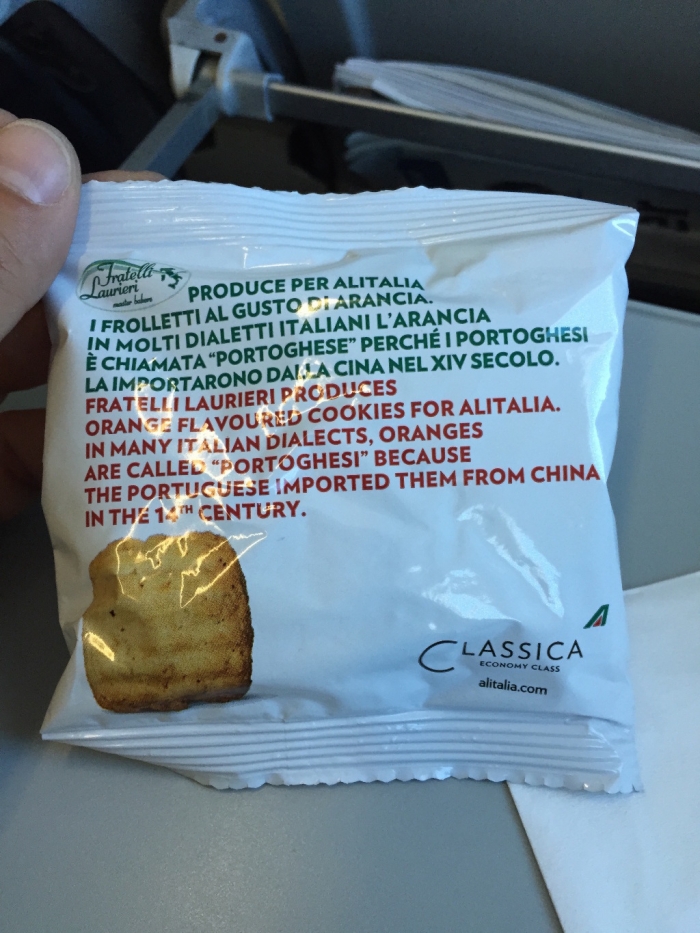 Fratelli
Laurieri
master bakers
PRODUCE PER ALITALIA
I FROLLETTI AL GUSTO DI ARANCIA.
IN MOLTI DIALETTI ITALIANI L'ARANCIA
È CHIAMATA “PORTOGHESE” PERCHÉ I PORTOGHESI
LA IMPORTARONO DALLA CINA NEL XIV SECOLO.
FRATELLI LAURIERI PRODUCES
ORANGE FLAVOURED COOKIES FOR ALITALIA.
IN MANY ITALIAN DIALECTS, ORANGES
ARE CALLED “PORTOGHESI” BECAUSE
THE PORTUGUESE IMPORTED THEM FROM CHINA
IN THE 14TH CENTURY.
CLASSICA
ECONOMY CLASS
alitalia.com